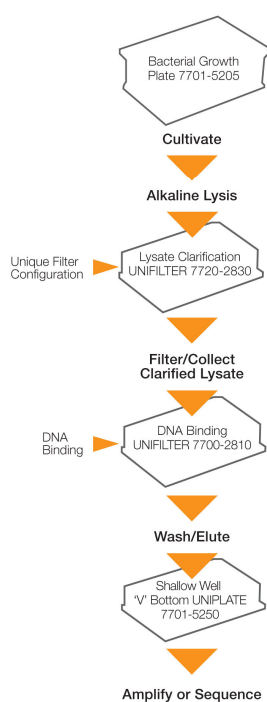 Bacterial Growth
Plate 7701-5205
Cultivate
Alkaline Lysis
Unique Filter
Configuration
Lysate Clarification
UNIFILTER 7720-2830
Filter/Collect
Clarified Lysate
DNA
Binding
DNA Binding
UNIFILTER 7700-2810
Wash/Elute
Shallow Well
'V' Bottom UNIPLATE
7701-5250
Amplify or Sequence